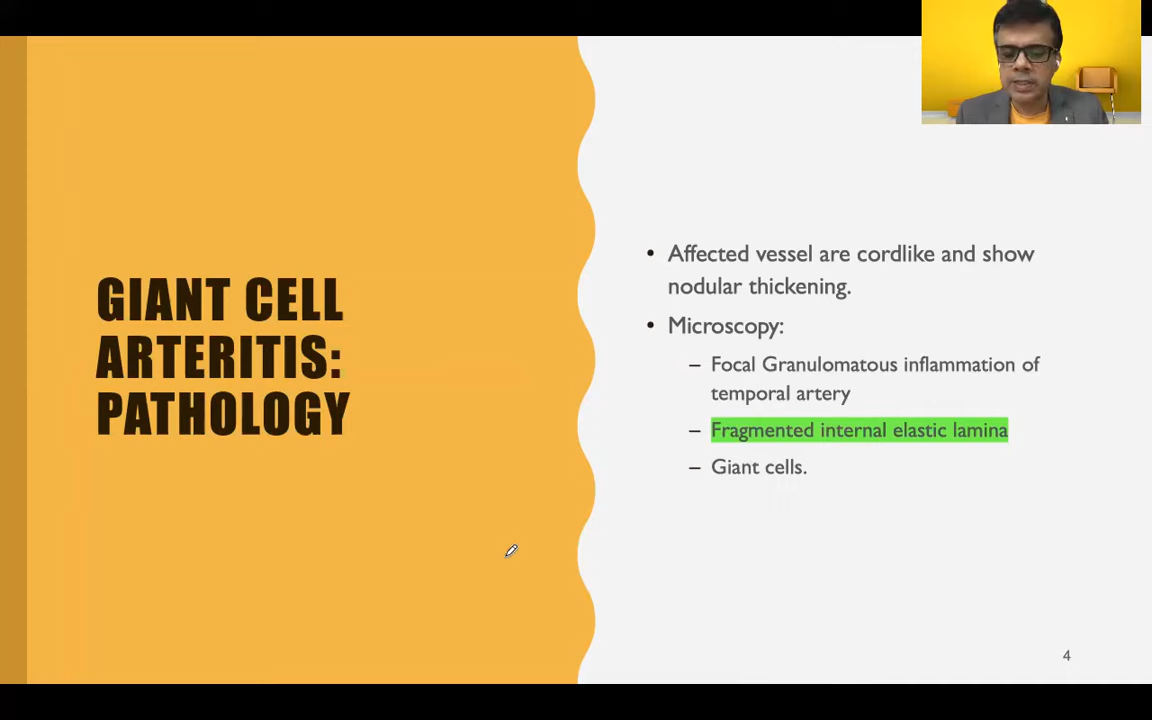 GIANT CELL
ARTERITIS:
PATHOLOGY
• Affected vessel are cordlike and show
nodular thickening.
• Microscopy:
– Focal Granulomatous inflammation of
temporal artery
– Fragmented internal elastic lamina
– Giant cells.
4